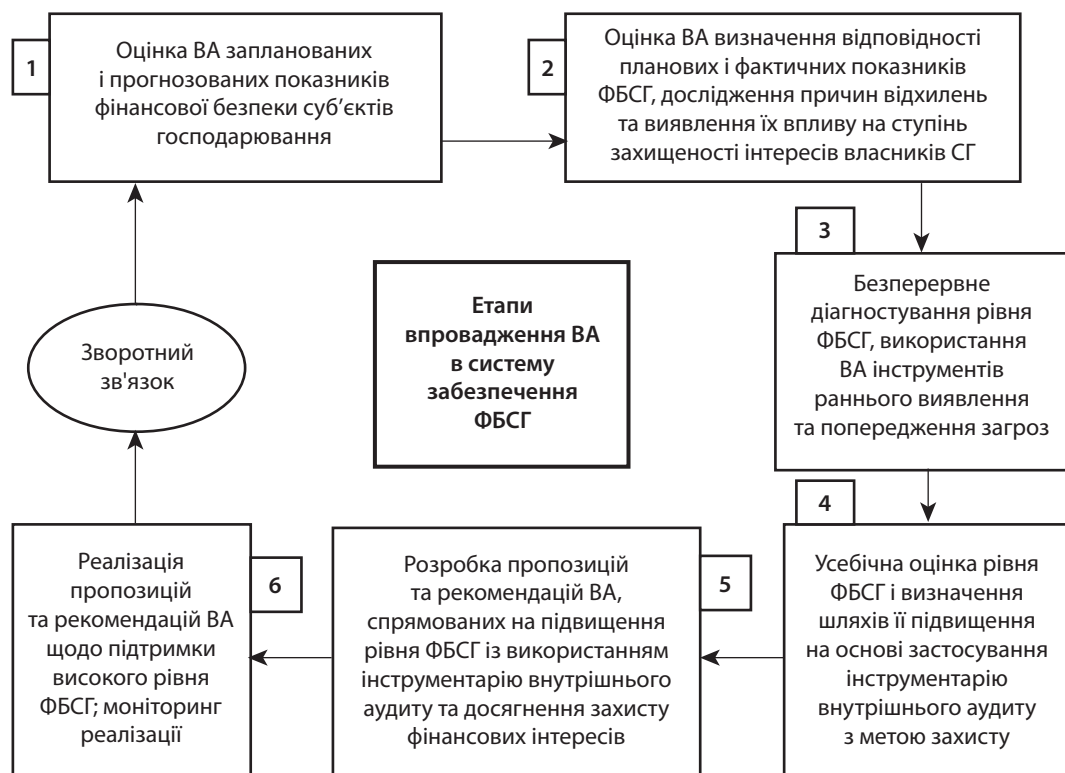 1
Оцінка ВА запланованих
і прогнозованих показників
фінансової безпеки суб’єктів
господарювання
2
Оцінка ВА визначення відповідності
планових і фактичних показників
ФБСГ, дослідження причин відхилень
та виявлення їх впливу на ступінь
захищеності інтересів власників СГ
3
Безперервне
діагностування рівня
ФБСГ, використання
ВА інструментів
раннього виявлення
та попередження загроз
Етапи
впровадження ВА
в систему
забезпечення
ФБСГ
Зворотний
зв'язок
4
Усебічна оцінка рівня
ФБСГ і визначення
шляхів її підвищення
на основі застосування
інструментарію
внутрішнього аудиту
з метою захисту
5
Розробка пропозицій
та рекомендацій ВА,
спрямованих на підвищення
рівня ФБСГ із використанням
інструментарію внутрішнього
аудиту та досягнення захисту
фінансових інтересів
6
Реалізація
пропозицій
та рекомендацій ВА
щодо підтримки
високого рівня
ФБСГ; моніторинг
реалізації